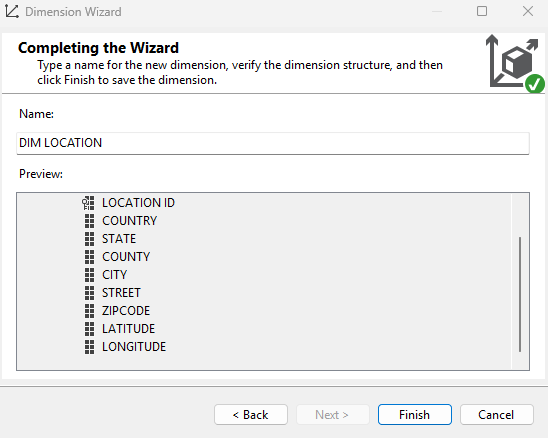 Dimension Wizard
Completing the Wizard
Type a name for the new dimension, verify the dimension structure, and then
click Finish to save the dimension.
Name:
DIM LOCATION
Preview:
LOCATION ID
COUNTRY
STATE
COUNTY
CITY
STREET
ZIPCODE
LATITUDE
LONGITUDE
< Back
Next >
Finish
Cancel